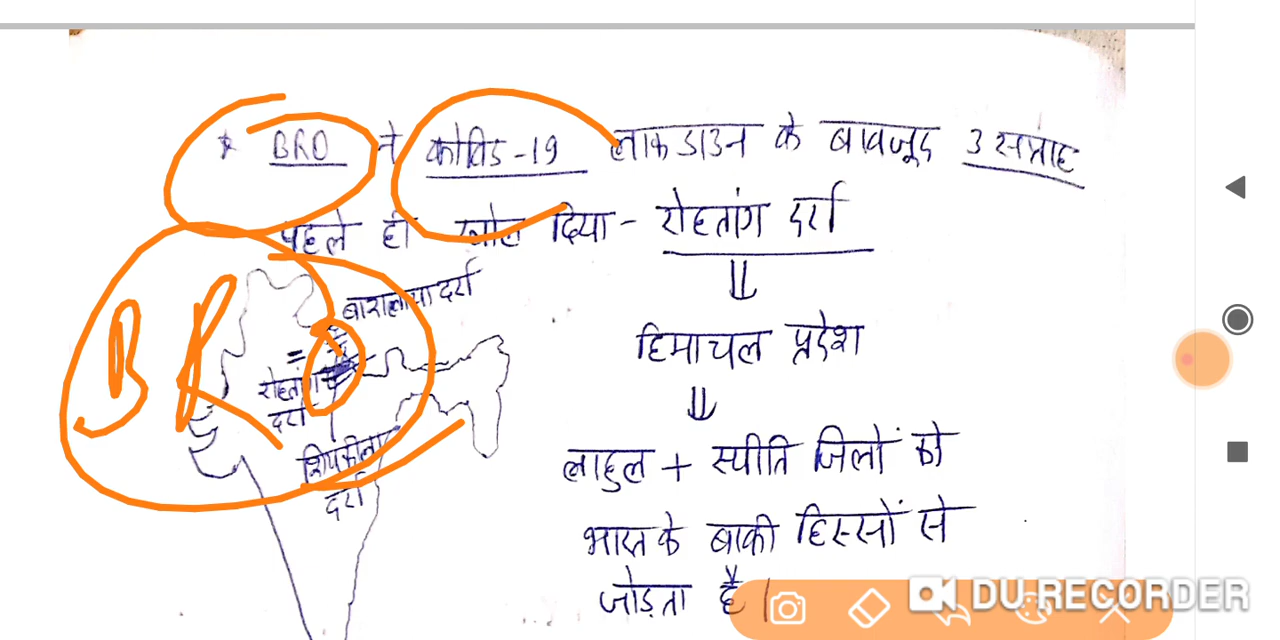 * BRO ने कोविड-19 लाकडाउन के बावजूद 3 सप्ताह
पहले ही खोल दिया - रोहतांग दर्रा
⇓
बारालाचा दर्रा
हिमाचल प्रदेश
⇓
B R
रोहतांग
दर्रा
शिपकीला
दर्रा
लाहुल + स्पीति जिलों को
भारत के बाकी हिस्सों से
जोड़ता है।
DU RECORDER